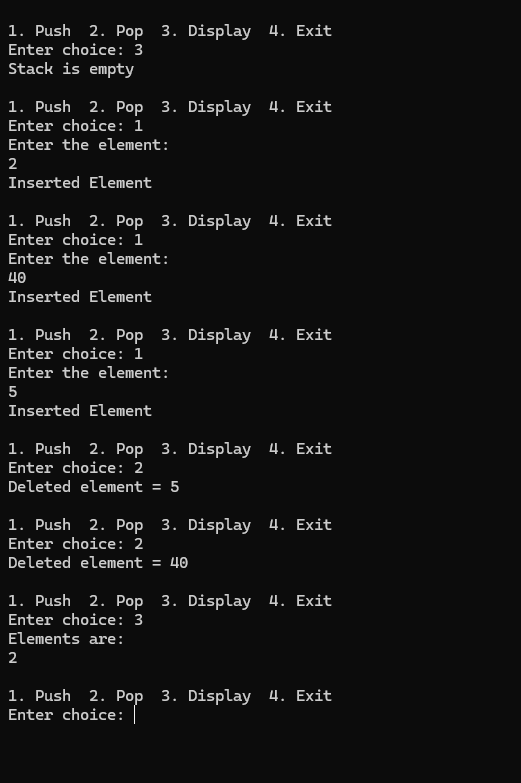 1. Push  2. Pop  3. Display  4. Exit
Enter choice: 3
Stack is empty

1. Push  2. Pop  3. Display  4. Exit
Enter choice: 1
Enter the element:
2
Inserted Element

1. Push  2. Pop  3. Display  4. Exit
Enter choice: 1
Enter the element:
40
Inserted Element

1. Push  2. Pop  3. Display  4. Exit
Enter choice: 1
Enter the element:
5
Inserted Element

1. Push  2. Pop  3. Display  4. Exit
Enter choice: 2
Deleted element = 5

1. Push  2. Pop  3. Display  4. Exit
Enter choice: 2
Deleted element = 40

1. Push  2. Pop  3. Display  4. Exit
Enter choice: 3
Elements are:
2

1. Push  2. Pop  3. Display  4. Exit
Enter choice: